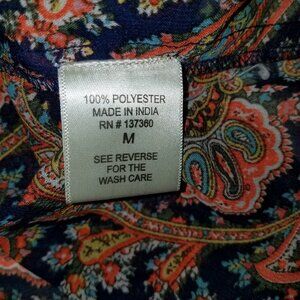 100% POLYESTER
MADE IN INDIA
RN # 137360
M
SEE REVERSE
FOR THE
WASH CARE